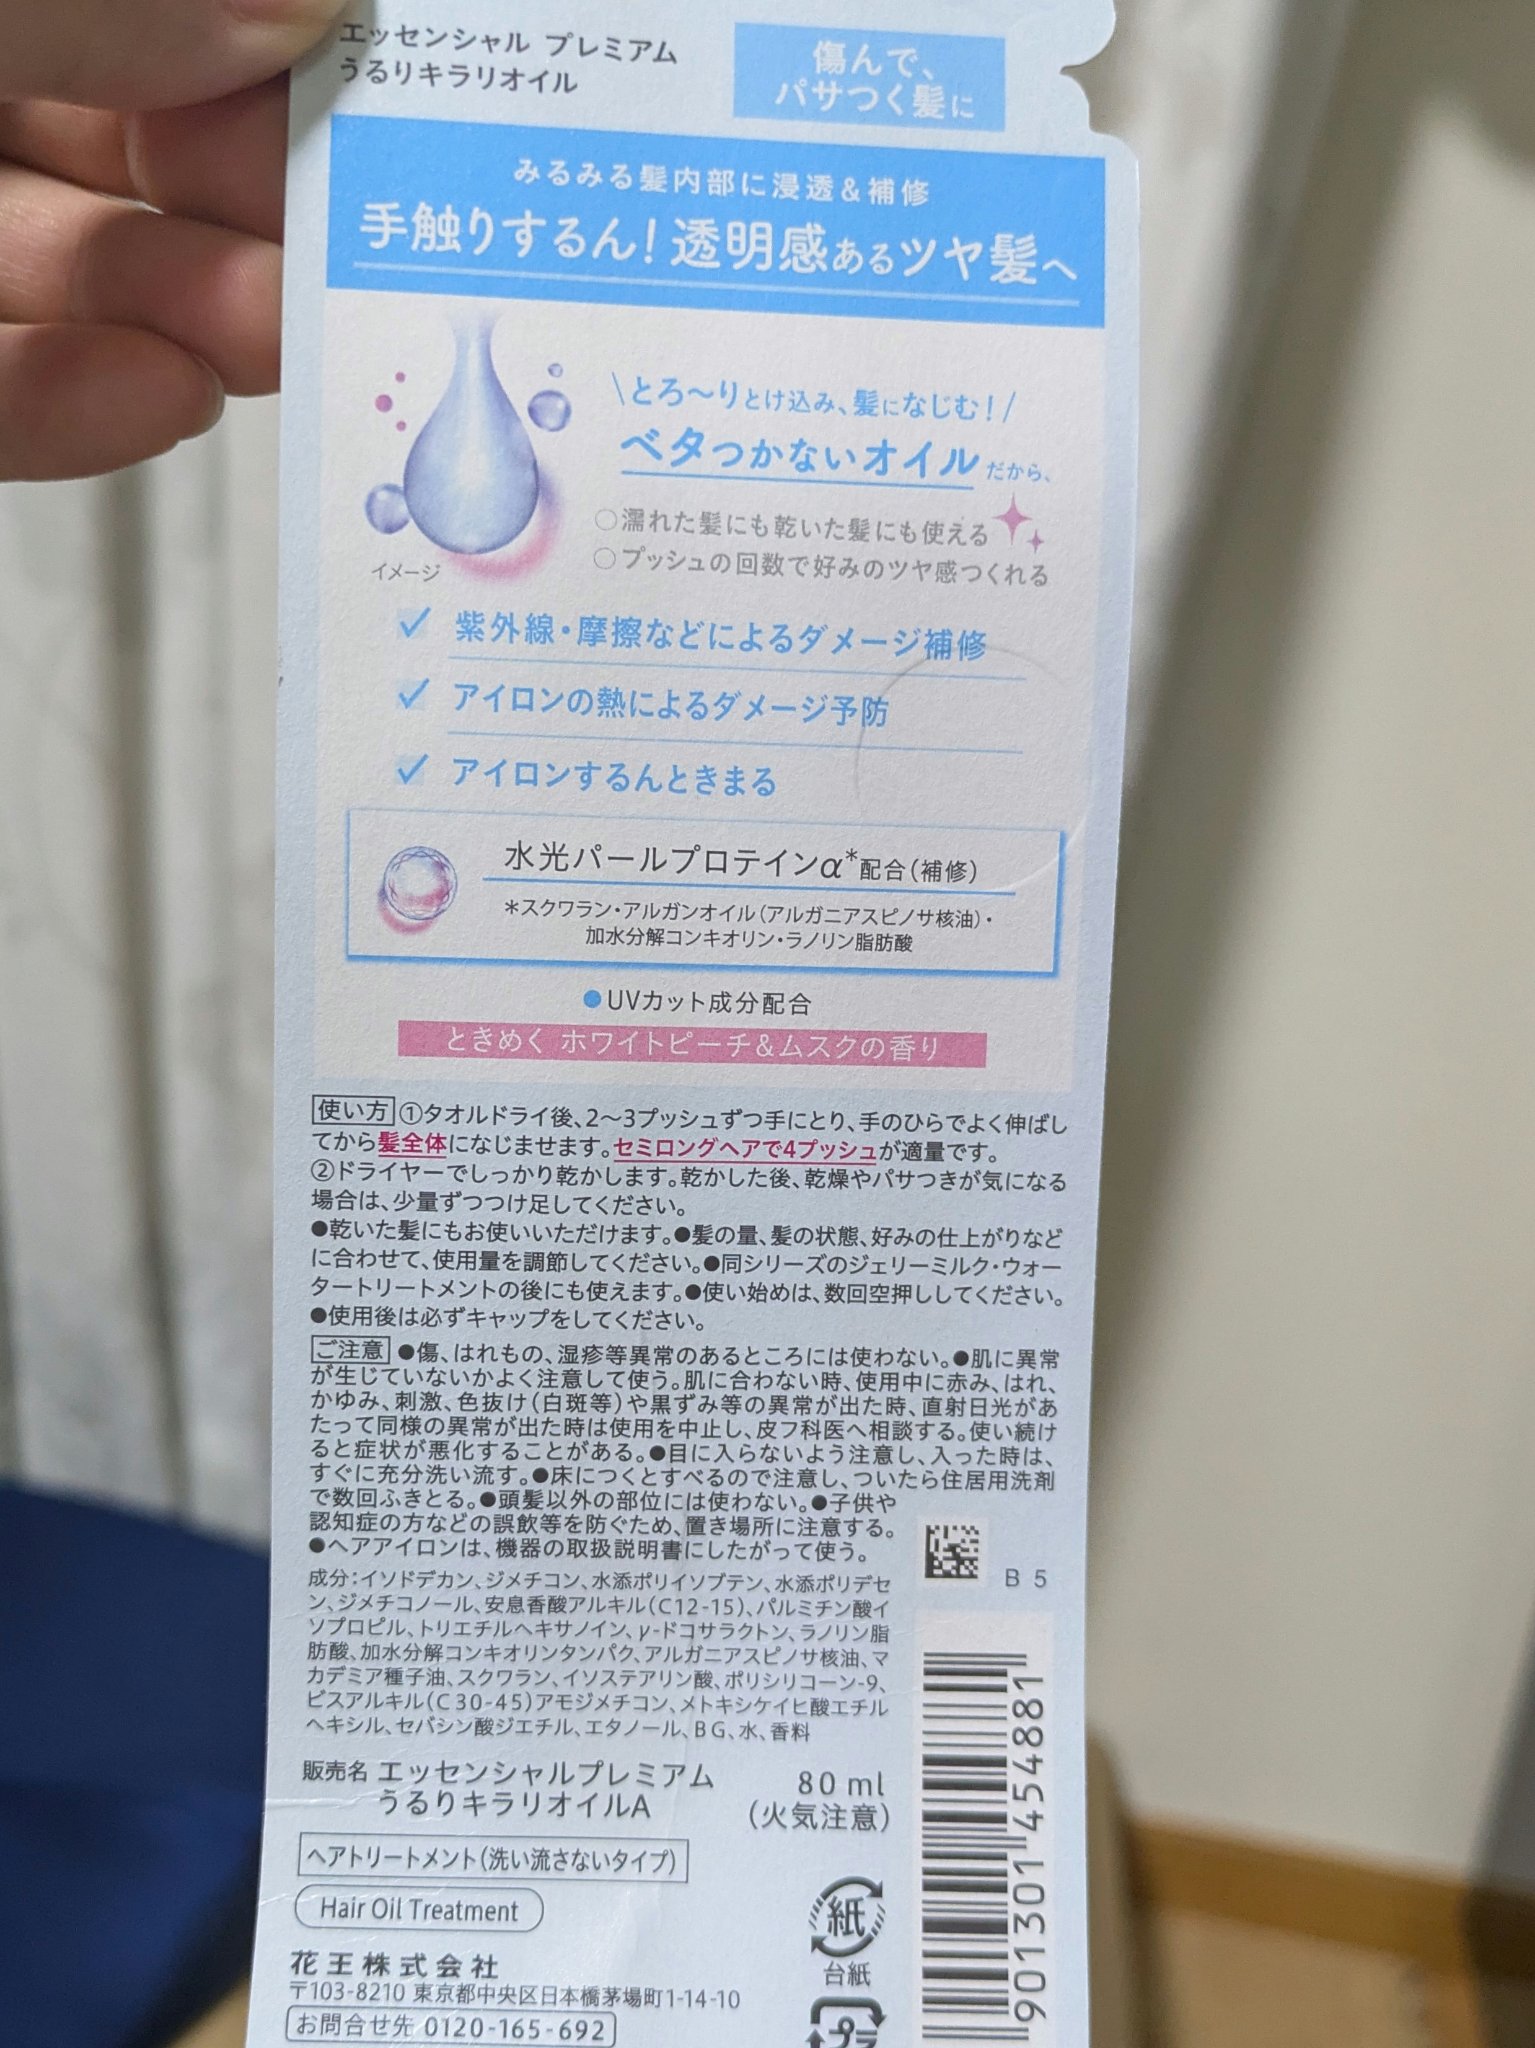 エッセンシャル プレミアム
うるりキラリオイル
傷んで、
パサつく髪に
みるみる髪内部に浸透&補修
手触りするん!透明感あるツヤ髪へ
\とろ〜りとけ込み、髪になじむ!/
ベタつかないオイルだから、
○濡れた髪にも乾いた髪にも使える
○プッシュの回数で好みのツヤ感つくれる
イメージ
✓ 紫外線・摩擦などによるダメージ補修
✓ アイロンの熱によるダメージ予防
✓ アイロンするんときまる
水光パールプロテインα*配合(補修)
*スクワラン・アルガンオイル(アルガニアスピノサ核油)・
加水分解コンキオリン・ラノリン脂肪酸
●UVカット成分配合
ときめく ホワイトピーチ&ムスクの香り
使い方 ①タオルドライ後、2〜3プッシュずつ手にとり、手のひらでよく伸ばし
てから髪全体になじませます。セミロングヘアで4プッシュが適量です。
②ドライヤーでしっかり乾かします。乾かした後、乾燥やパサつきが気になる
場合は、少量ずつつけ足してください。
●乾いた髪にもお使いいただけます。●髪の量、髪の状態、好みの仕上がりなど
に合わせて、使用量を調節してください。●同シリーズのジェリーミルク・ウォー
タートリートメントの後にも使えます。●使い始めは、数回空押ししてください。
●使用後は必ずキャップをしてください。
ご注意 ●傷、はれもの、湿疹等異常のあるところには使わない。●肌に異常
が生じていないかよく注意して使う。肌に合わない時、使用中に赤み、はれ、
かゆみ、刺激、色抜け(白斑等)や黒ずみ等の異常が出た時、直射日光があ
たって同様の異常が出た時は使用を中止し、皮フ科医へ相談する。使い続け
ると症状が悪化することがある。●目に入らないよう注意し、入った時は、
すぐに充分洗い流す。●床につくとすべるので注意し、ついたら住居用洗剤
で数回ふきとる。●頭髪以外の部位には使わない。●子供や
認知症の方などの誤飲等を防ぐため、置き場所に注意する。
●ヘアアイロンは、機器の取扱説明書にしたがって使う。
B 5
成分:イソドデカン、ジメチコン、水添ポリイソブテン、水添ポリデセ
ン、ジメチコノール、安息香酸アルキル(C12-15)、パルミチン酸イ
ソプロピル、トリエチルヘキサノイン、γ-ドコサラクトン、ラノリン脂
肪酸、加水分解コンキオリンタンパク、アルガニアスピノサ核油、マ
カデミア種子油、スクワラン、イソステアリン酸、ポリシリコーン-9、
ビスアルキル(C30-45)アモジメチコン、メトキシケイヒ酸エチル
ヘキシル、セバシン酸ジエチル、エタノール、BG、水、香料
販売名 エッセンシャルプレミアム
うるりキラリオイルA
80 ml
(火気注意)
ヘアトリートメント(洗い流さないタイプ)
Hair Oil Treatment
花王株式会社
〒103-8210 東京都中央区日本橋茅場町1-14-10
お問合せ先 0120-165-692
紙
台紙
プラ
4 901301 454881